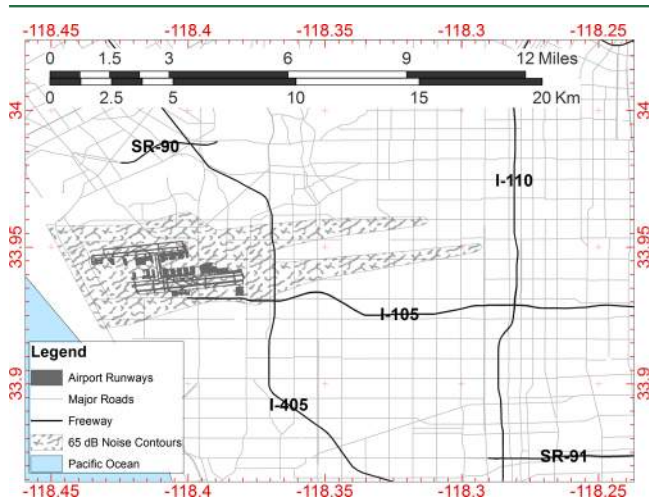 -118.45 -118.4 -118.35 -118.3 -118.25
0 1.5 3 6 9 12 Miles
0 2.5 5 10 15 20 Km
34
34
SR-90
I-110
33.95
33.95
I-105
Legend
Airport Runways
Major Roads
Freeway
65 dB Noise Contours
Pacific Ocean
33.9
33.9
I-405
SR-91
-118.45 -118.4 -118.35 -118.3 -118.25